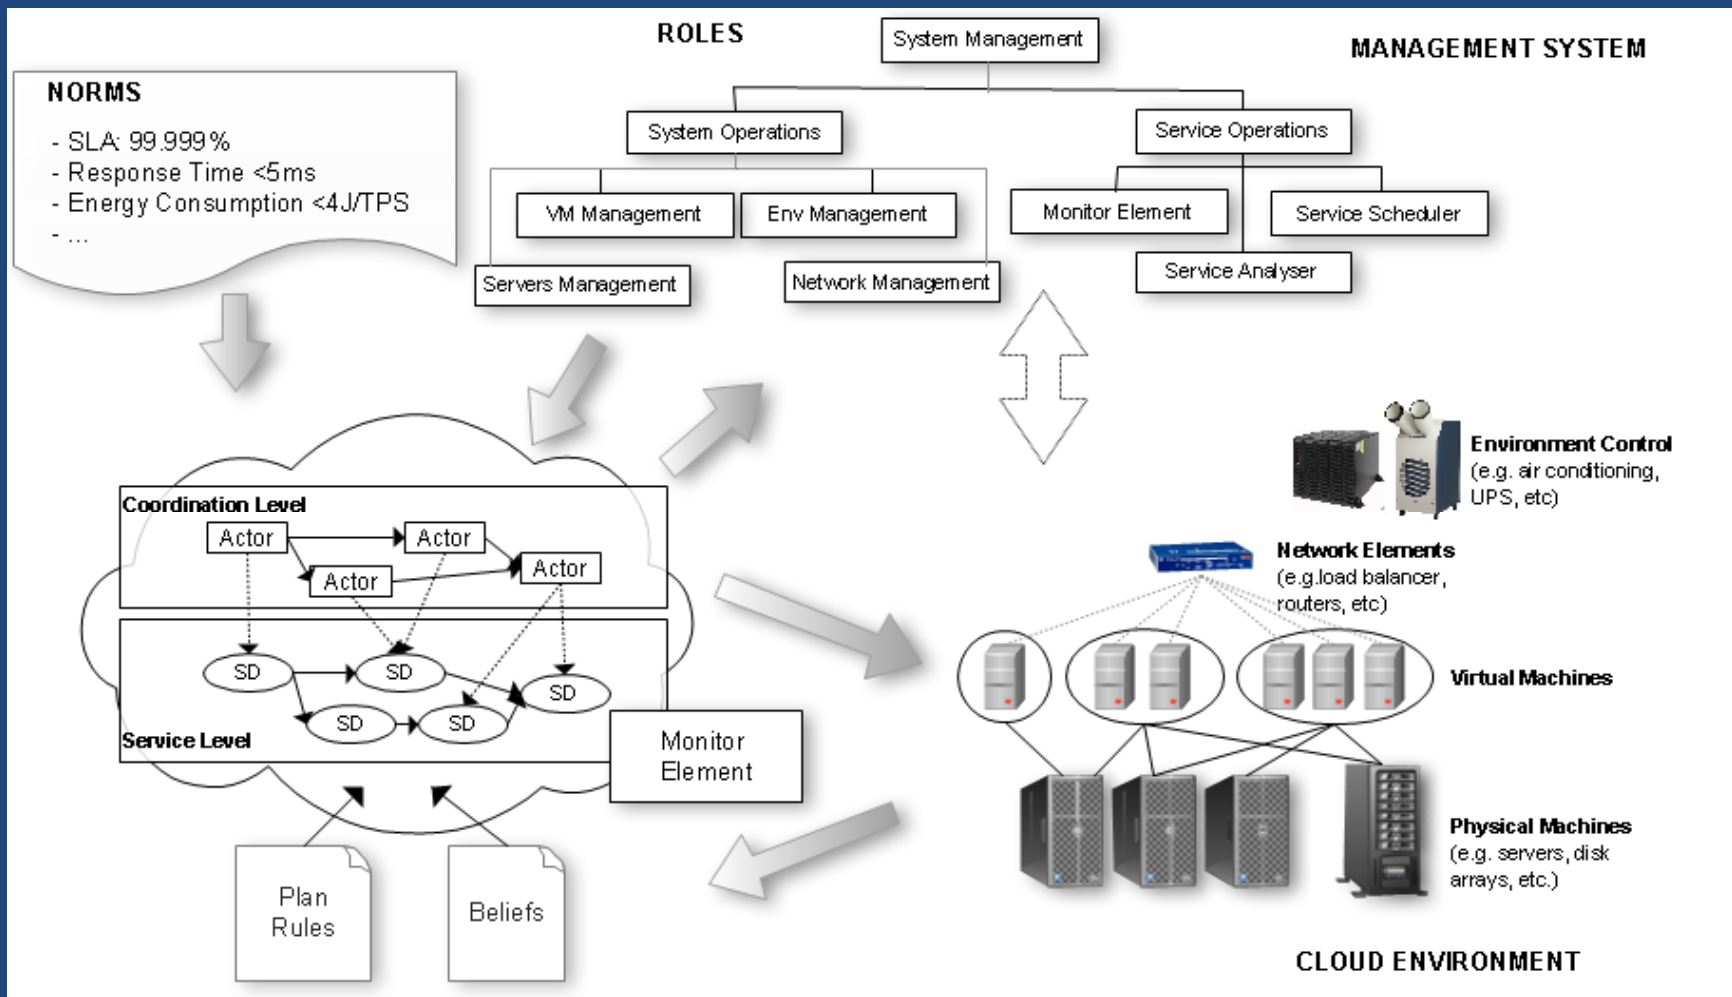 ROLES
System Management
MANAGEMENT SYSTEM
NORMS
- SLA: 99.999%
- Response Time <5ms
- Energy Consumption <4J/TPS
- ...
System Operations
Service Operations
VM Management
Env Management
Monitor Element
Service Scheduler
Servers Management
Network Management
Service Analyser
Environment Control
(e.g. air conditioning,
UPS, etc)
Coordination Level
Actor
Actor
Actor
Actor
Network Elements
(e.g.load balancer,
routers, etc)
SD
SD
SD
SD
SD
Service Level
Virtual Machines
Monitor
Element
Physical Machines
(e.g. servers, disk
arrays, etc.)
Plan
Rules
Beliefs
CLOUD ENVIRONMENT